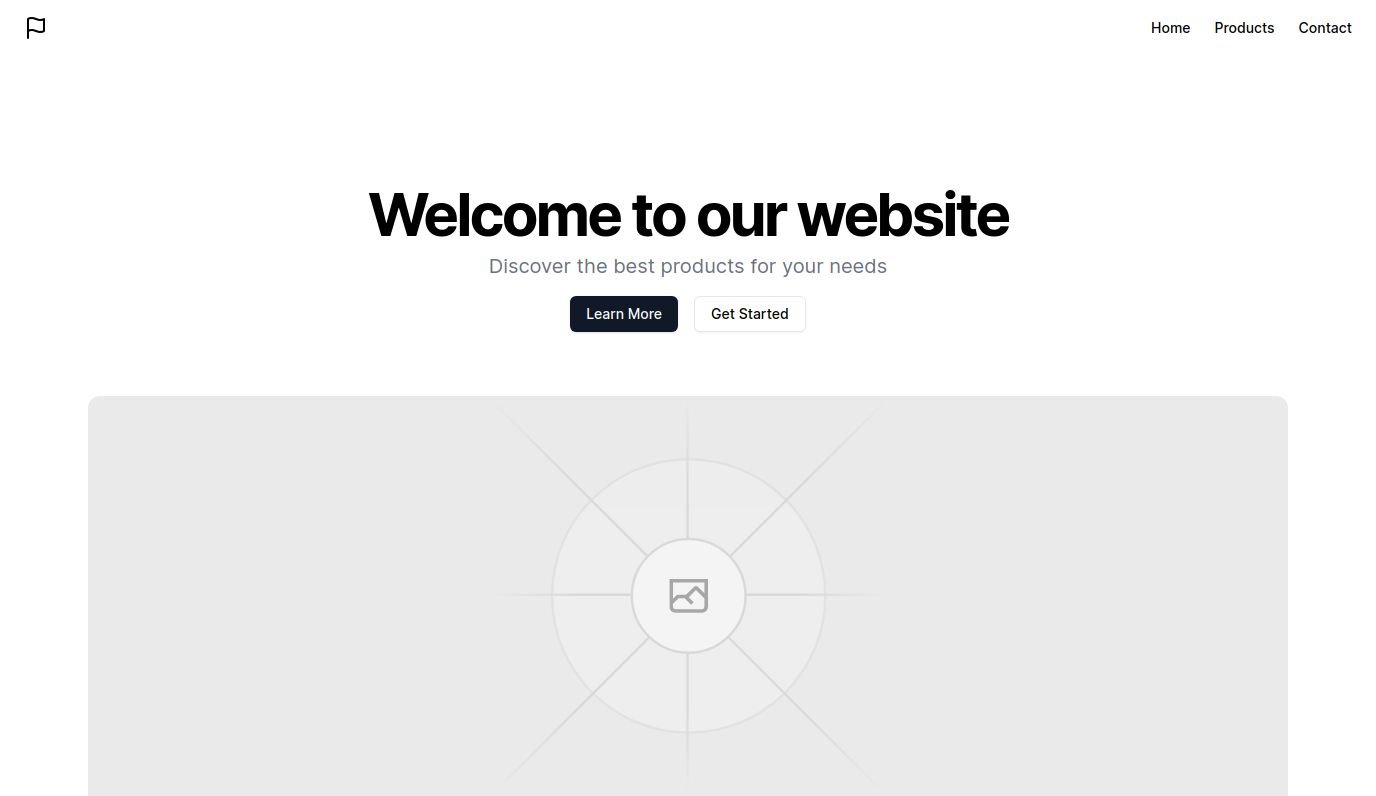 Home Products Contact
Welcome to our website
Discover the best products for your needs
Learn More Get Started